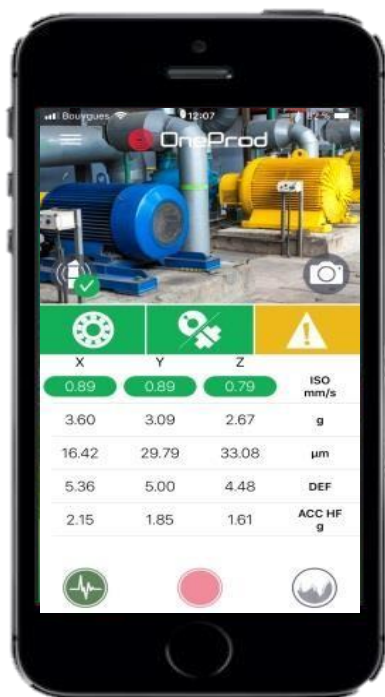 Bouygues 12:07 82%
OneProd
X Y Z
0.89 0.89 0.79 ISO mm/s
3.60 3.09 2.67 g
16.42 29.79 33.08 µm
5.36 5.00 4.48 DEF
2.15 1.85 1.61 ACC HF g